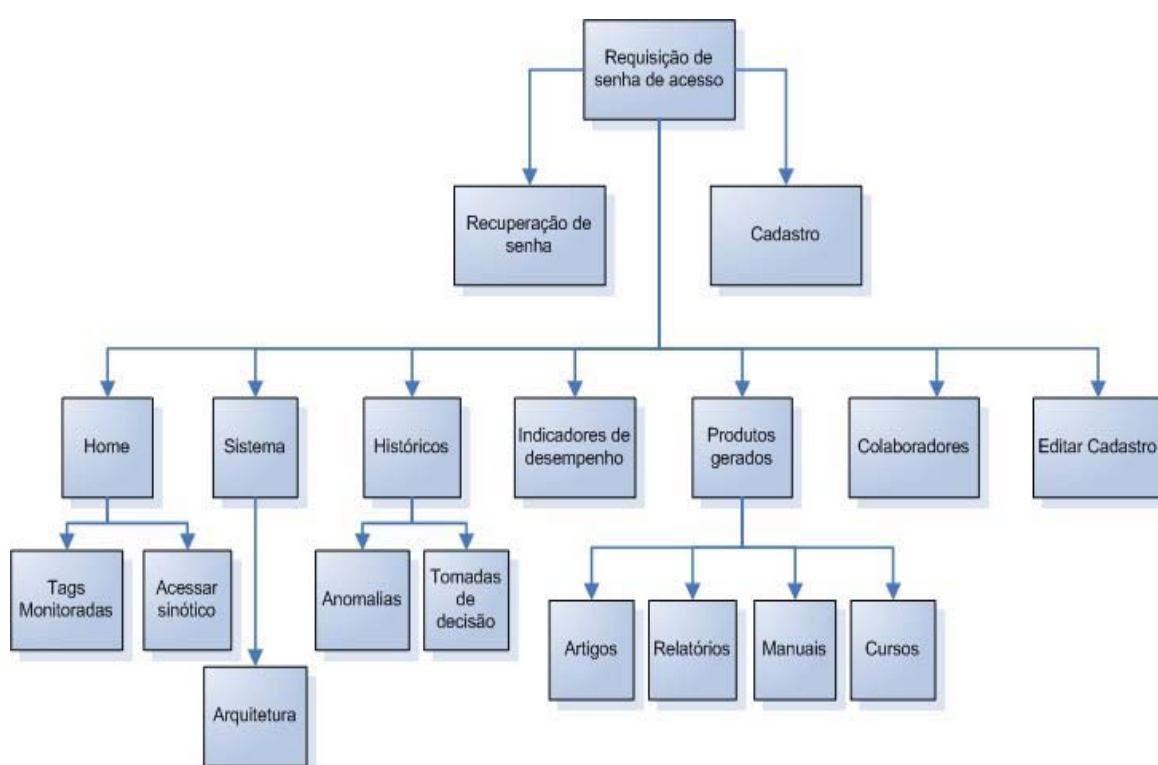 Requisição de
senha de acesso
Recuperação de
senha
Cadastro
Home
Sistema
Históricos
Indicadores de
desempenho
Produtos
gerados
Colaboradores
Editar Cadastro
Tags
Monitoradas
Acessar
sinótico
Anomalias
Tomadas
de
decisão
Artigos
Relatórios
Manuais
Cursos
Arquitetura